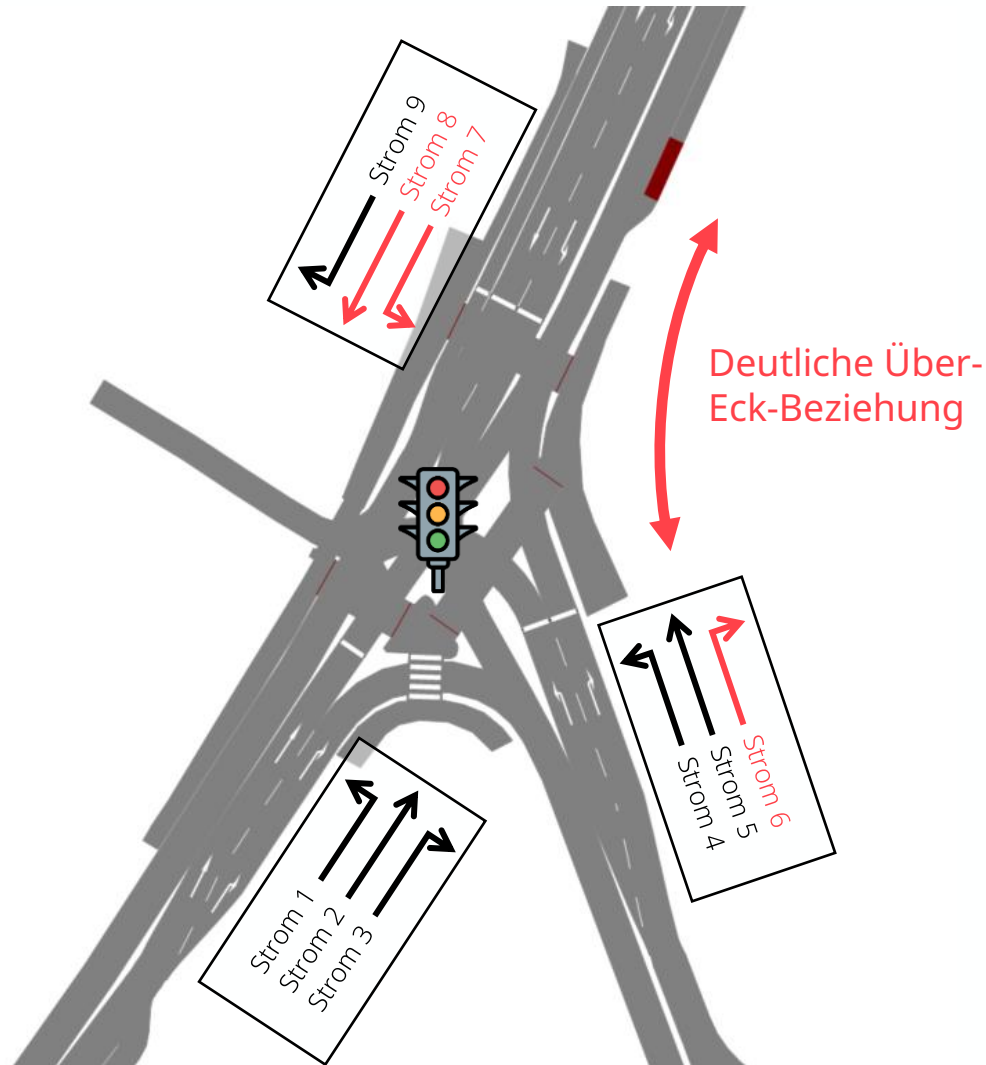 Strom 9
Strom 8
Strom 7
Deutliche Über-
Eck-Beziehung
Strom 6
Strom 5
Strom 4
Strom 1
Strom 2
Strom 3